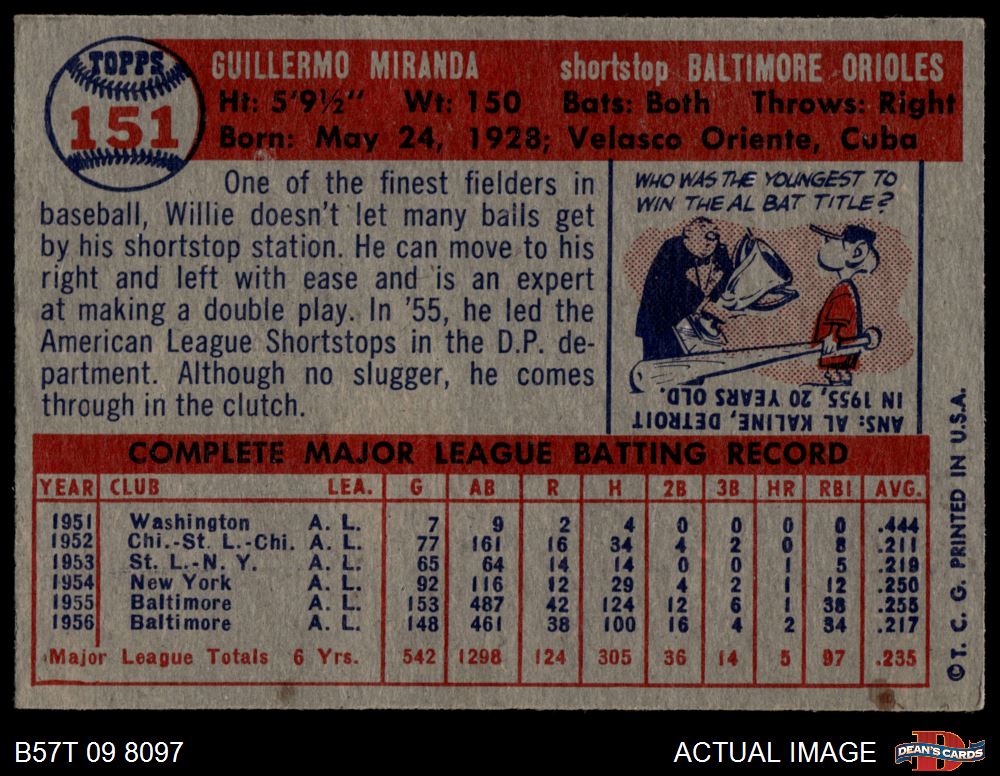 TOPPS
151
GUILLERMO MIRANDA shortstop BALTIMORE ORIOLES
Ht: 5'9½" Wt: 150 Bats: Both Throws: Right
Born: May 24, 1928; Velasco Oriente, Cuba
One of the finest fielders in
baseball, Willie doesn't let many balls get
by his shortstop station. He can move to his
right and left with ease and is an expert
at making a double play. In '55, he led the
American League Shortstops in the D.P. de-
partment. Although no slugger, he comes
through in the clutch.
WHO WAS THE YOUNGEST TO
WIN THE AL BAT TITLE?
ANS: AL KALINE, DETROIT
IN 1955, 20 YEARS OLD.
COMPLETE MAJOR LEAGUE BATTING RECORD
YEAR CLUB LEA. G AB R H 2B 3B HR RBI AVG.
1951 Washington A. L. 7 9 2 4 0 0 0 0 .444
1952 Chi.-St. L.-Chi. A. L. 77 161 16 34 4 2 0 8 .211
1953 St. L.-N. Y. A. L. 65 64 14 14 0 0 1 5 .219
1954 New York A. L. 92 116 12 29 4 2 1 12 .250
1955 Baltimore A. L. 153 487 42 124 12 6 1 38 .255
1956 Baltimore A. L. 148 461 38 100 16 4 2 34 .217
Major League Totals 6 Yrs. 542 1298 124 305 36 14 5 97 .235
© T. C. G. PRINTED IN U.S.A.
B57T 09 8097
ACTUAL IMAGE
DEAN'S CARDS